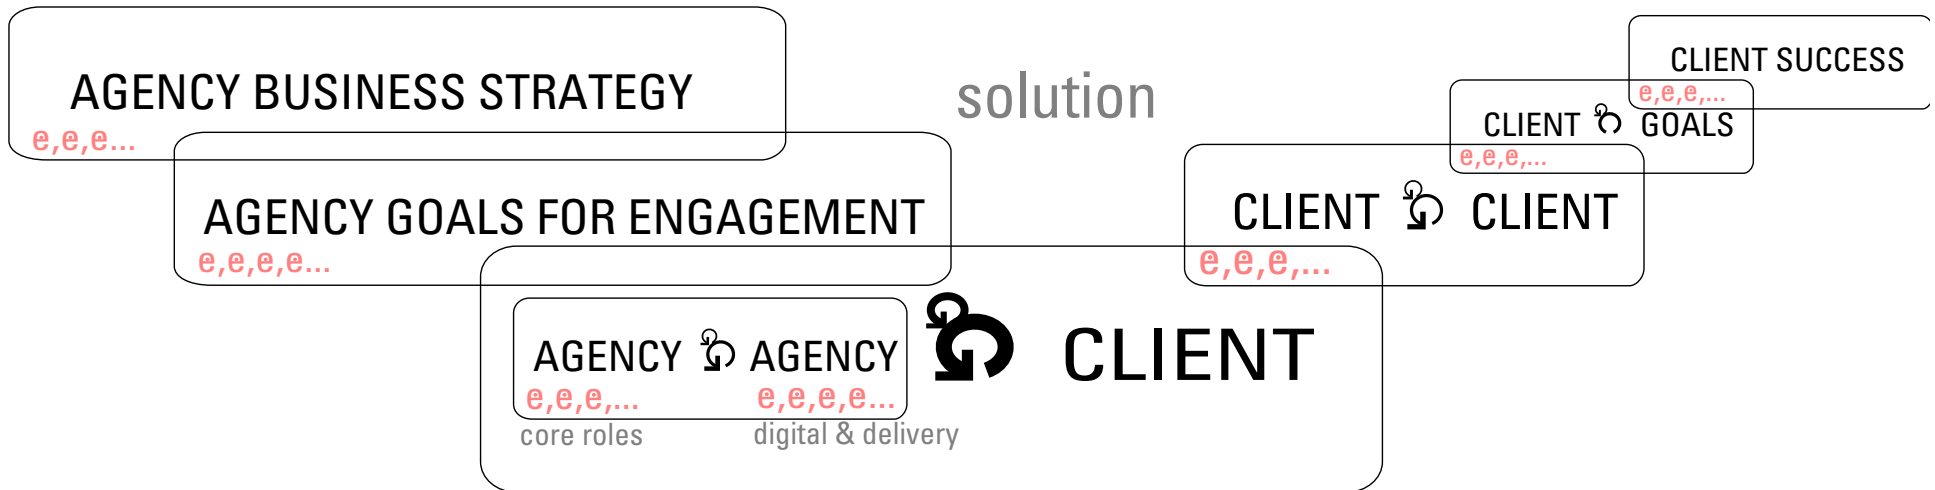 AGENCY BUSINESS STRATEGY
e,e,e...
AGENCY GOALS FOR ENGAGEMENT
e,e,e,e...
AGENCY AGENCY
e,e,e,... e,e,e,e...
core roles digital & delivery
CLIENT
solution
CLIENT CLIENT
e,e,e,...
CLIENT GOALS
e,e,e,...
CLIENT SUCCESS
e,e,e,...